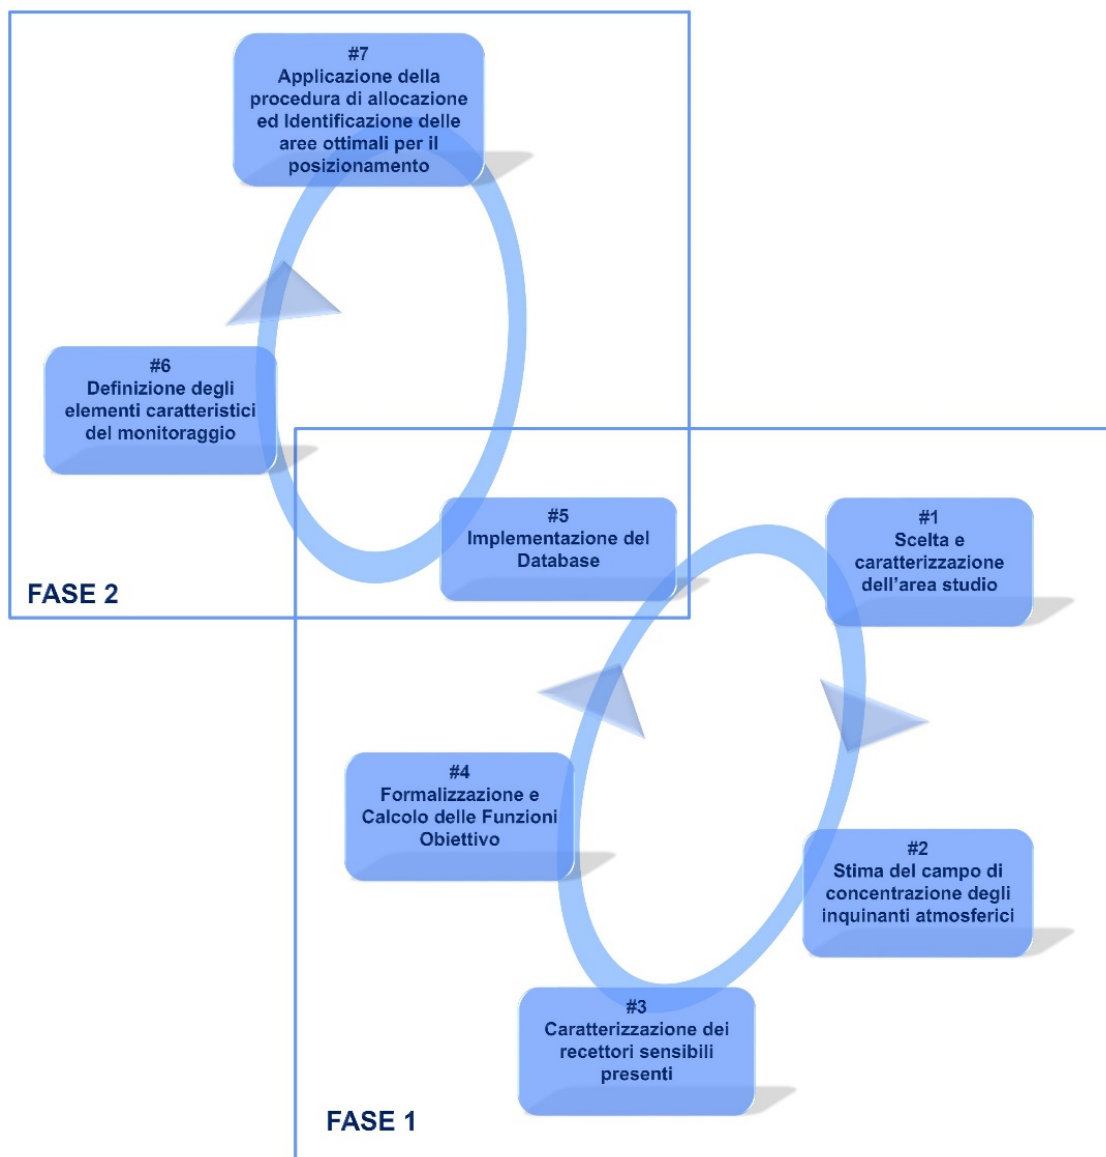 #7
Applicazione della
procedura di allocazione
ed Identificazione delle
aree ottimali per il
posizionamento
#6
Definizione degli
elementi caratteristici
del monitoraggio
#5
Implementazione del
Database
FASE 2
#1
Scelta e
caratterizzazione
dell'area studio
#4
Formalizzazione e
Calcolo delle Funzioni
Obiettivo
#2
Stima del campo di
concentrazione degli
inquinanti atmosferici
#3
Caratterizzazione dei
recettori sensibili
presenti
FASE 1